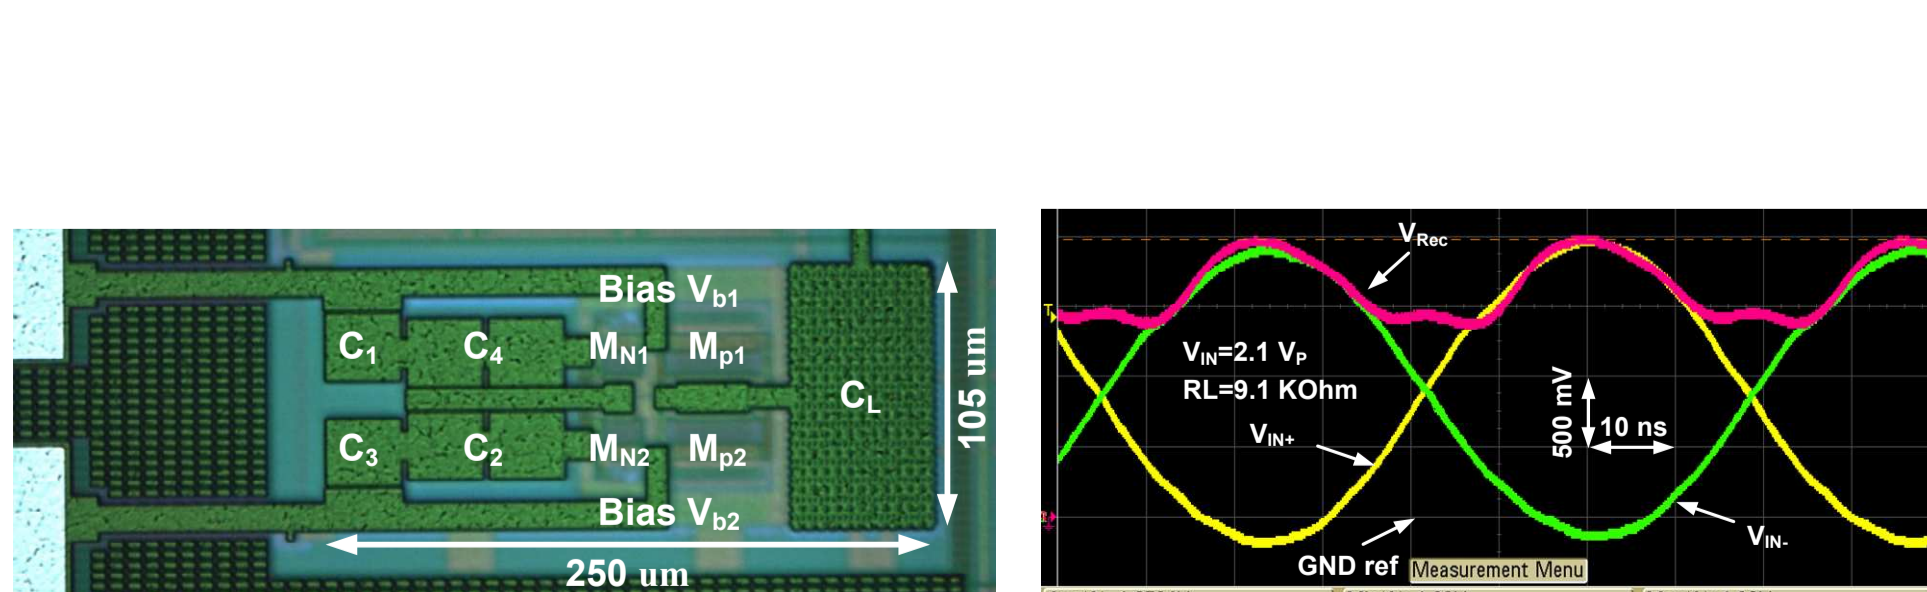 Bias Vb1
C1
C4
MN1
Mp1
CL
105 um
C3
C2
MN2
Mp2
Bias Vb2
250 um
VRec
T
VIN=2.1 VP
RL=9.1 KOhm
500 mV
10 ns
VIN+
VIN-
GND ref
Measurement Menu